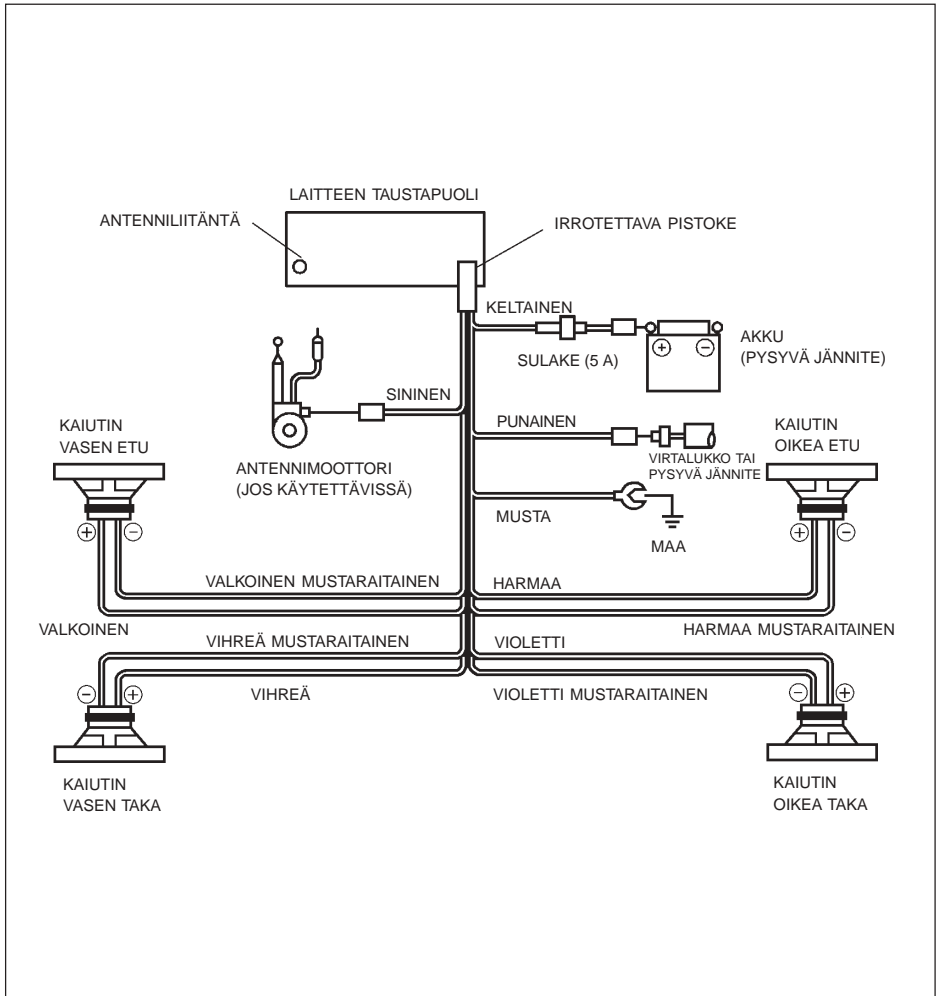 LAITTEEN TAUSTAPUOLI
ANTENNILIITÄNTÄ
IRROTETTAVA PISTOKE
KELTAINEN
SULAKE (5 A)
+ −
AKKU
(PYSYVÄ JÄNNITE)
SININEN
ANTENNIMOOTTORI
(JOS KÄYTETTÄVISSÄ)
PUNAINEN
VIRTALUKKO TAI
PYSYVÄ JÄNNITE
KAIUTIN
VASEN ETU
KAIUTIN
OIKEA ETU
MUSTA
MAA
+ −
+ −
VALKOINEN MUSTARAITAINEN
HARMAA
VALKOINEN
HARMAA MUSTARAITAINEN
VIHREÄ MUSTARAITAINEN
VIOLETTI
VIHREÄ
VIOLETTI MUSTARAITAINEN
− +
− +
KAIUTIN
VASEN TAKA
KAIUTIN
OIKEA TAKA